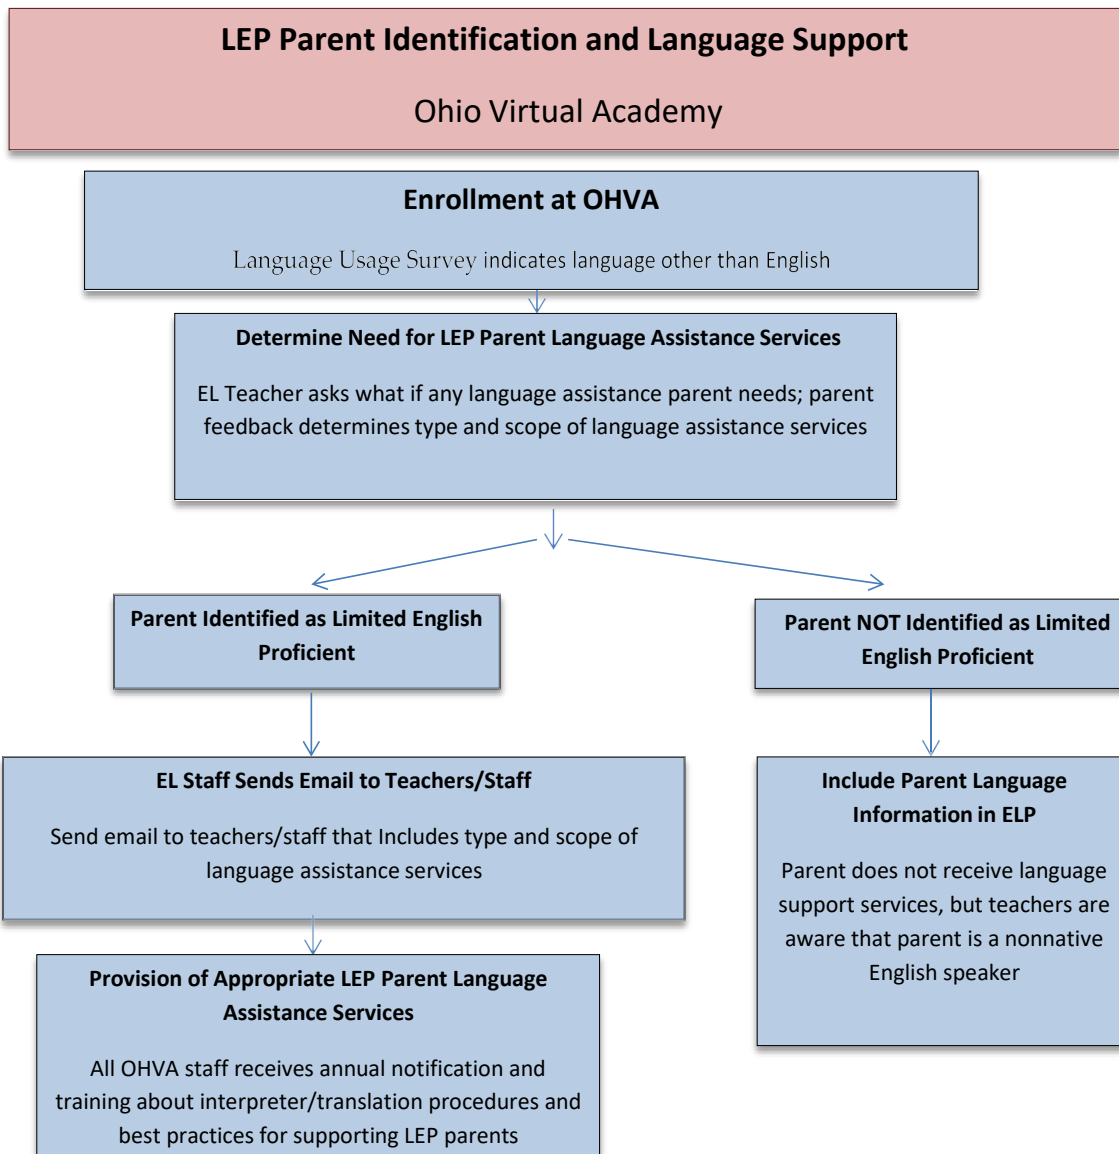 LEP Parent Identification and Language Support
Ohio Virtual Academy
Enrollment at OHVA
Language Usage Survey indicates language other than English
Determine Need for LEP Parent Language Assistance Services
EL Teacher asks what if any language assistance parent needs; parent
feedback determines type and scope of language assistance services
Parent Identified as Limited English
Proficient
Parent NOT Identified as Limited
English Proficient
EL Staff Sends Email to Teachers/Staff
Send email to teachers/staff that Includes type and scope of
language assistance services
Include Parent Language
Information in ELP
Parent does not receive language
support services, but teachers are
aware that parent is a nonnative
English speaker
Provision of Appropriate LEP Parent Language
Assistance Services
All OHVA staff receives annual notification and
training about interpreter/translation procedures and
best practices for supporting LEP parents